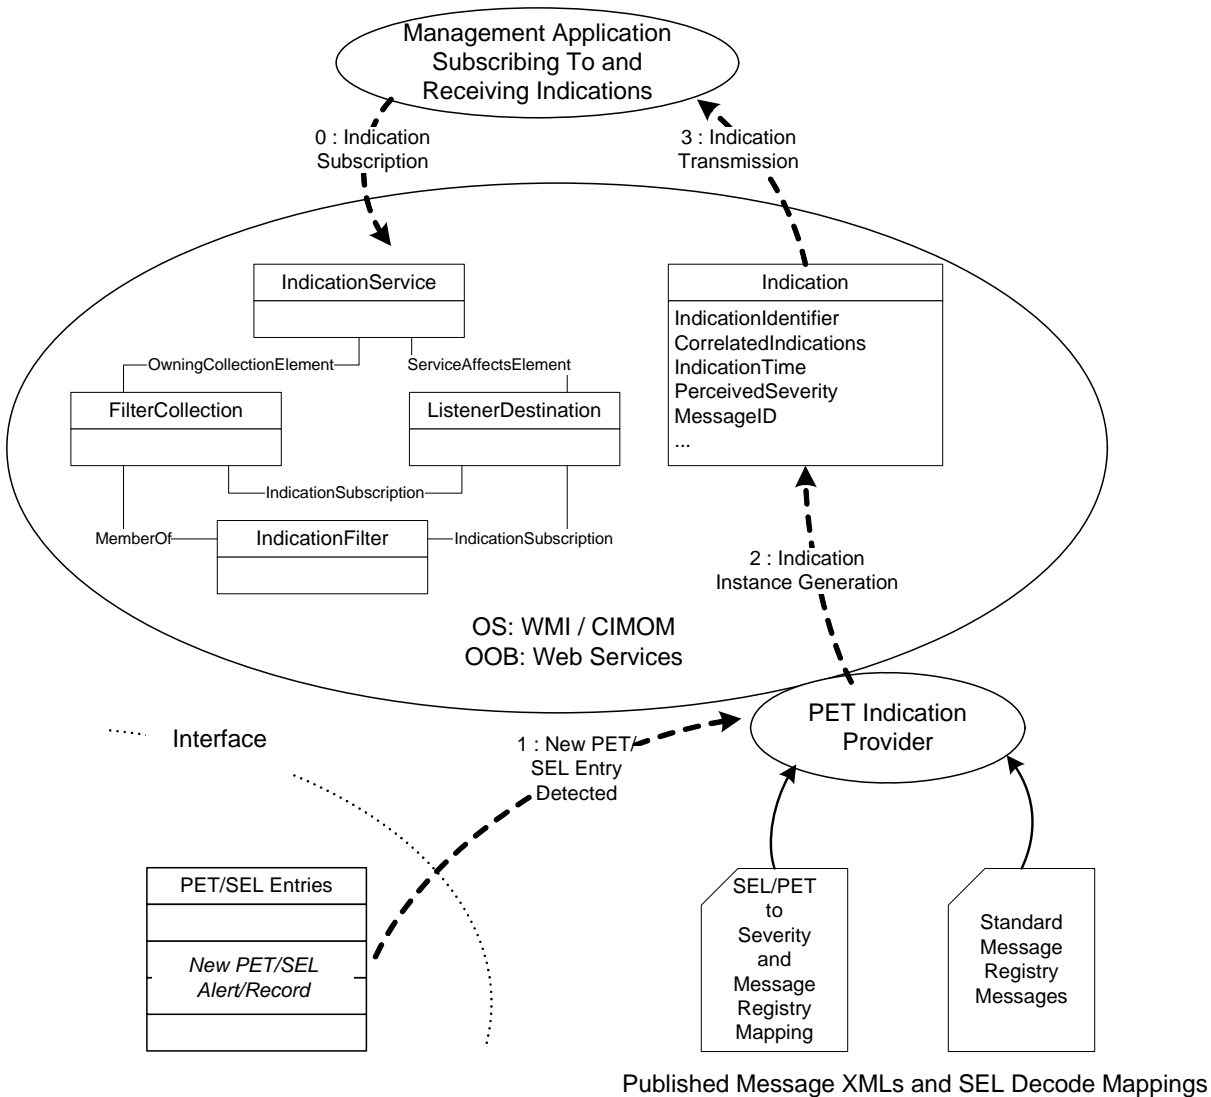 Management Application
Subscribing To and
Receiving Indications
0 : Indication
Subscription
3 : Indication
Transmission
IndicationService
Indication
IndicationIdentifier
CorrelatedIndications
IndicationTime
PerceivedSeverity
MessageID
...
OwningCollectionElement
ServiceAffectsElement
FilterCollection
ListenerDestination
IndicationSubscription
MemberOf
IndicationFilter
IndicationSubscription
2 : Indication
Instance Generation
OS: WMI / CIMOM
OOB: Web Services
PET Indication
Provider
Interface
1 : New PET/
SEL Entry
Detected
PET/SEL Entries
New PET/SEL
Alert/Record
SEL/PET
to
Severity
and
Message
Registry
Mapping
Standard
Message
Registry
Messages
Published Message XMLs and SEL Decode Mappings